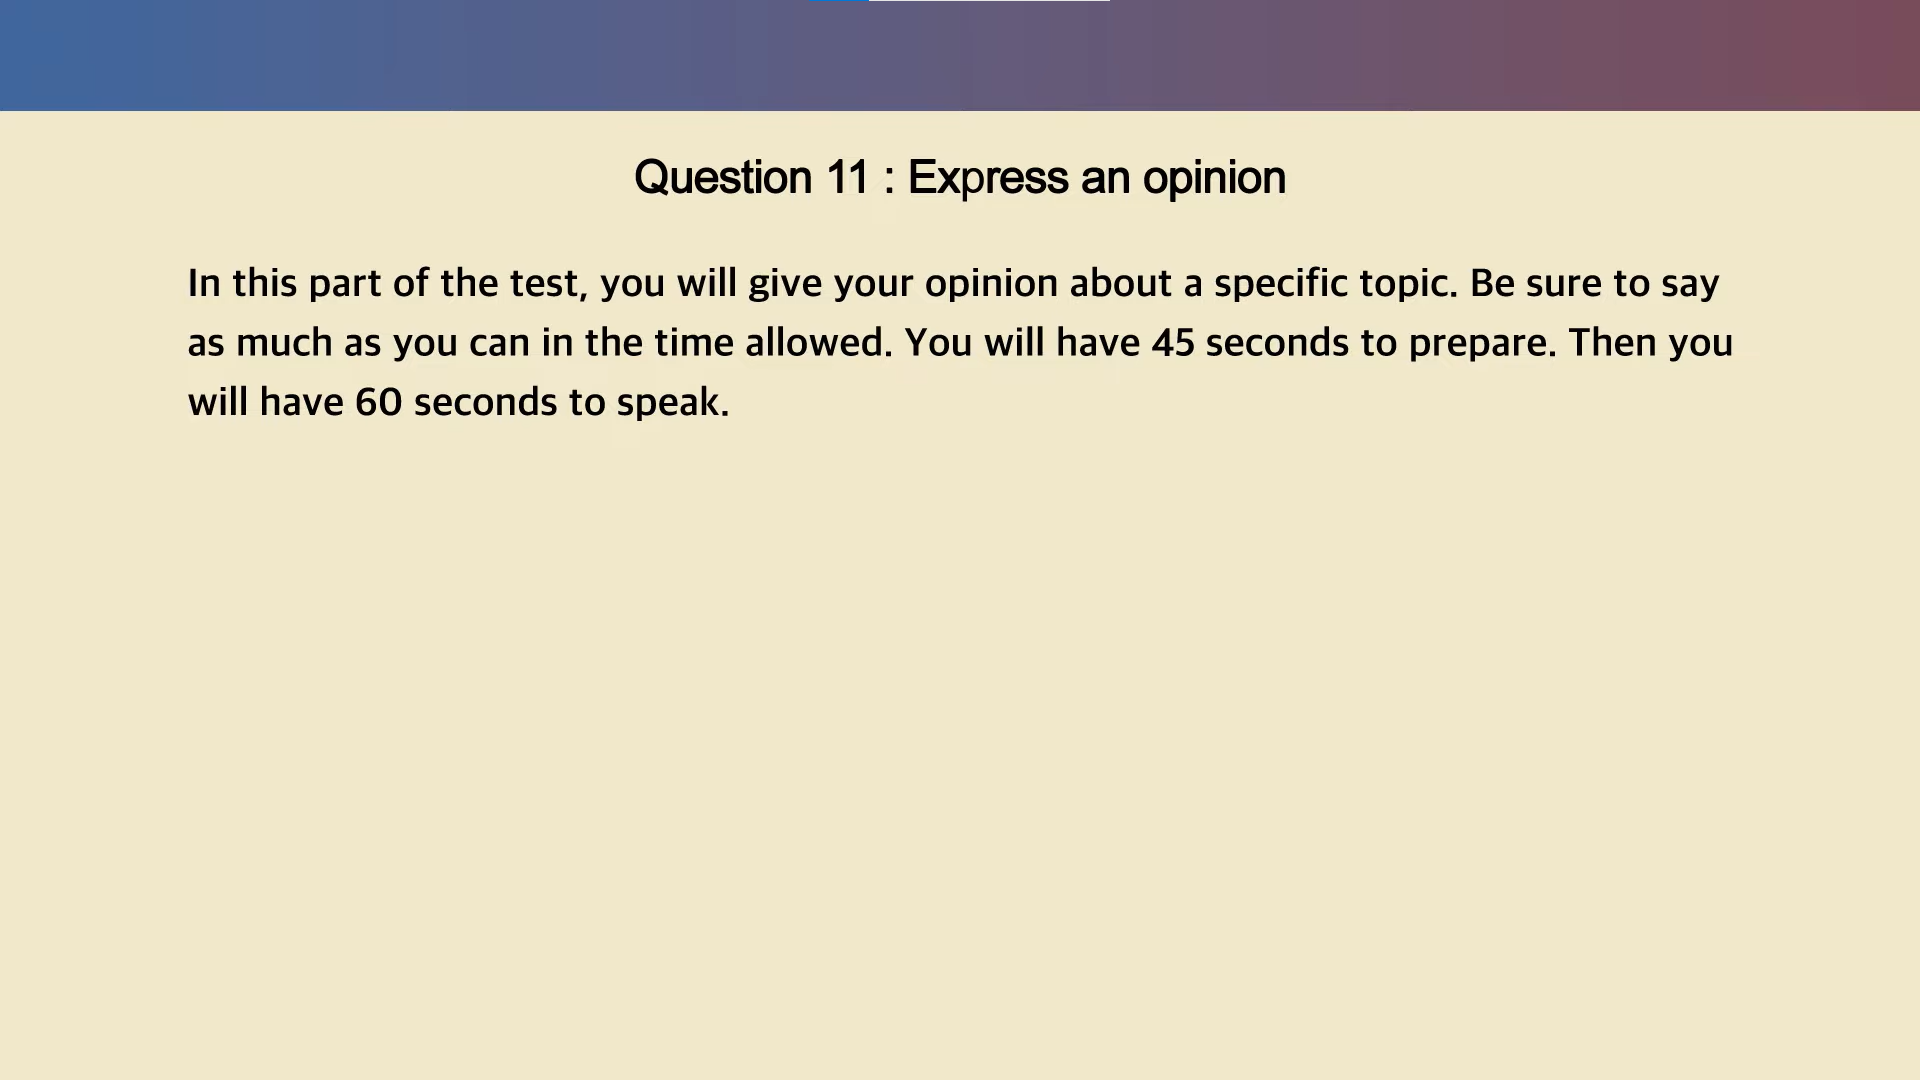 Question 11 : Express an opinion
In this part of the test, you will give your opinion about a specific topic. Be sure to say
as much as you can in the time allowed. You will have 45 seconds to prepare. Then you
will have 60 seconds to speak.